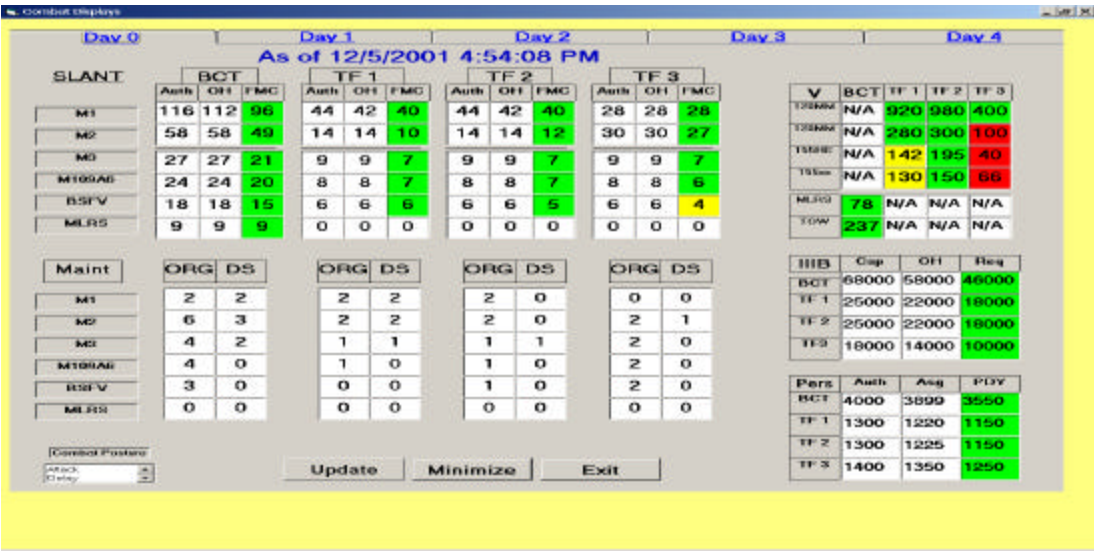 Combat Displays
Day 0 Day 1 Day 2 Day 3 Day 4
As of 12/5/2001 4:54:08 PM
SLANT BCT TF 1 TF 2 TF 3
Auth OH FMC Auth OH FMC Auth OH FMC Auth OH FMC
M1 116 112 96 44 42 40 44 42 40 28 28 28
M2 58 58 49 14 14 10 14 14 12 30 30 27
M3 27 27 21 9 9 7 9 9 7 9 9 7
M109A6 24 24 20 8 8 7 8 8 7 8 8 6
BSFV 18 18 15 6 6 6 6 6 5 6 6 4
MLRS 9 9 9 0 0 0 0 0 0 0 0 0
Maint ORG DS ORG DS ORG DS ORG DS
M1 2 2 2 2 2 0 0 0
M2 6 3 2 2 2 0 2 1
M3 4 2 1 1 1 1 2 0
M109A6 4 0 1 0 1 0 2 0
BSFV 3 0 0 0 1 0 2 0
MLRS 0 0 0 0 0 0 0 0
Combat Posture
Attack
Delay
Update Minimize Exit
V BCT TF 1 TF 2 TF 3
120MM N/A 920 980 400
120MM N/A 280 300 100
155HE N/A 142 195 40
N/A 130 150 66
MLRS 78 N/A N/A N/A
TOW 237 N/A N/A N/A
IIIB Cap OH Req
BCT 68000 58000 46000
TF 1 25000 22000 18000
TF 2 25000 22000 18000
TF3 18000 14000 10000
Pers Auth Asg PDY
BCT 4000 3899 3550
TF 1 1300 1220 1150
TF 2 1300 1225 1150
TF 3 1400 1350 1250